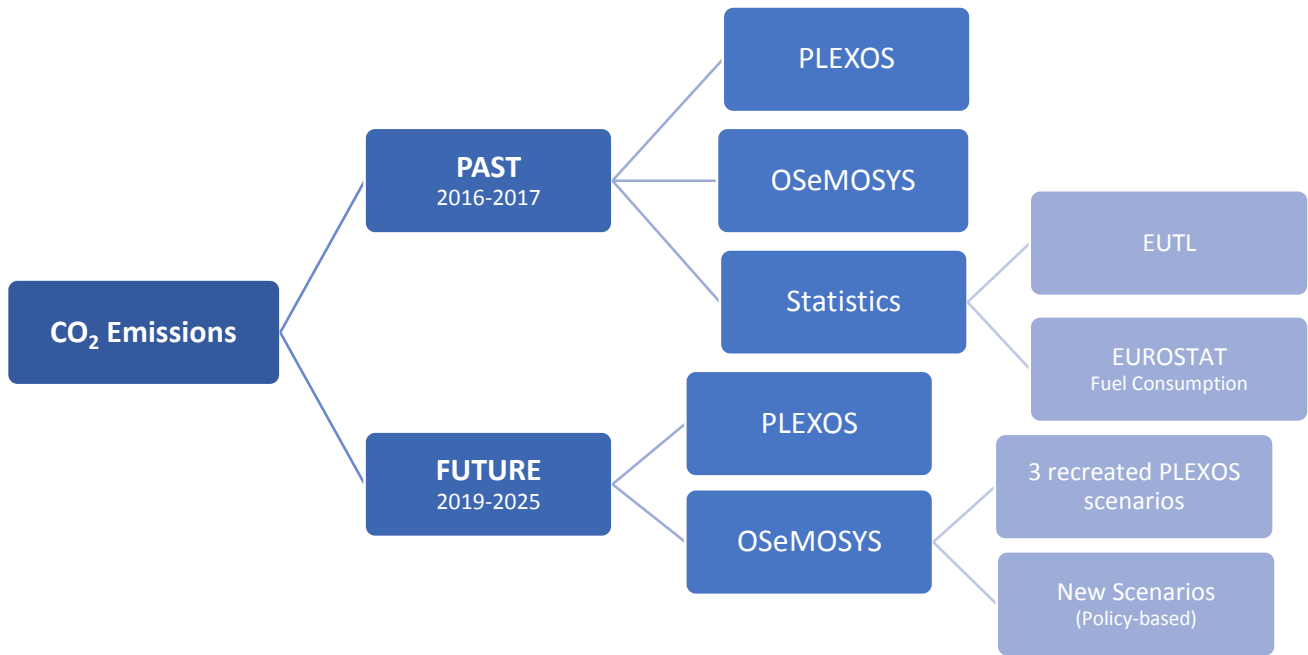 CO₂ Emissions
PAST
2016-2017
PLEXOS
OSeMOSYS
Statistics
EUTL
EUROSTAT
Fuel Consumption
FUTURE
2019-2025
PLEXOS
OSeMOSYS
3 recreated PLEXOS
scenarios
New Scenarios
(Policy-based)